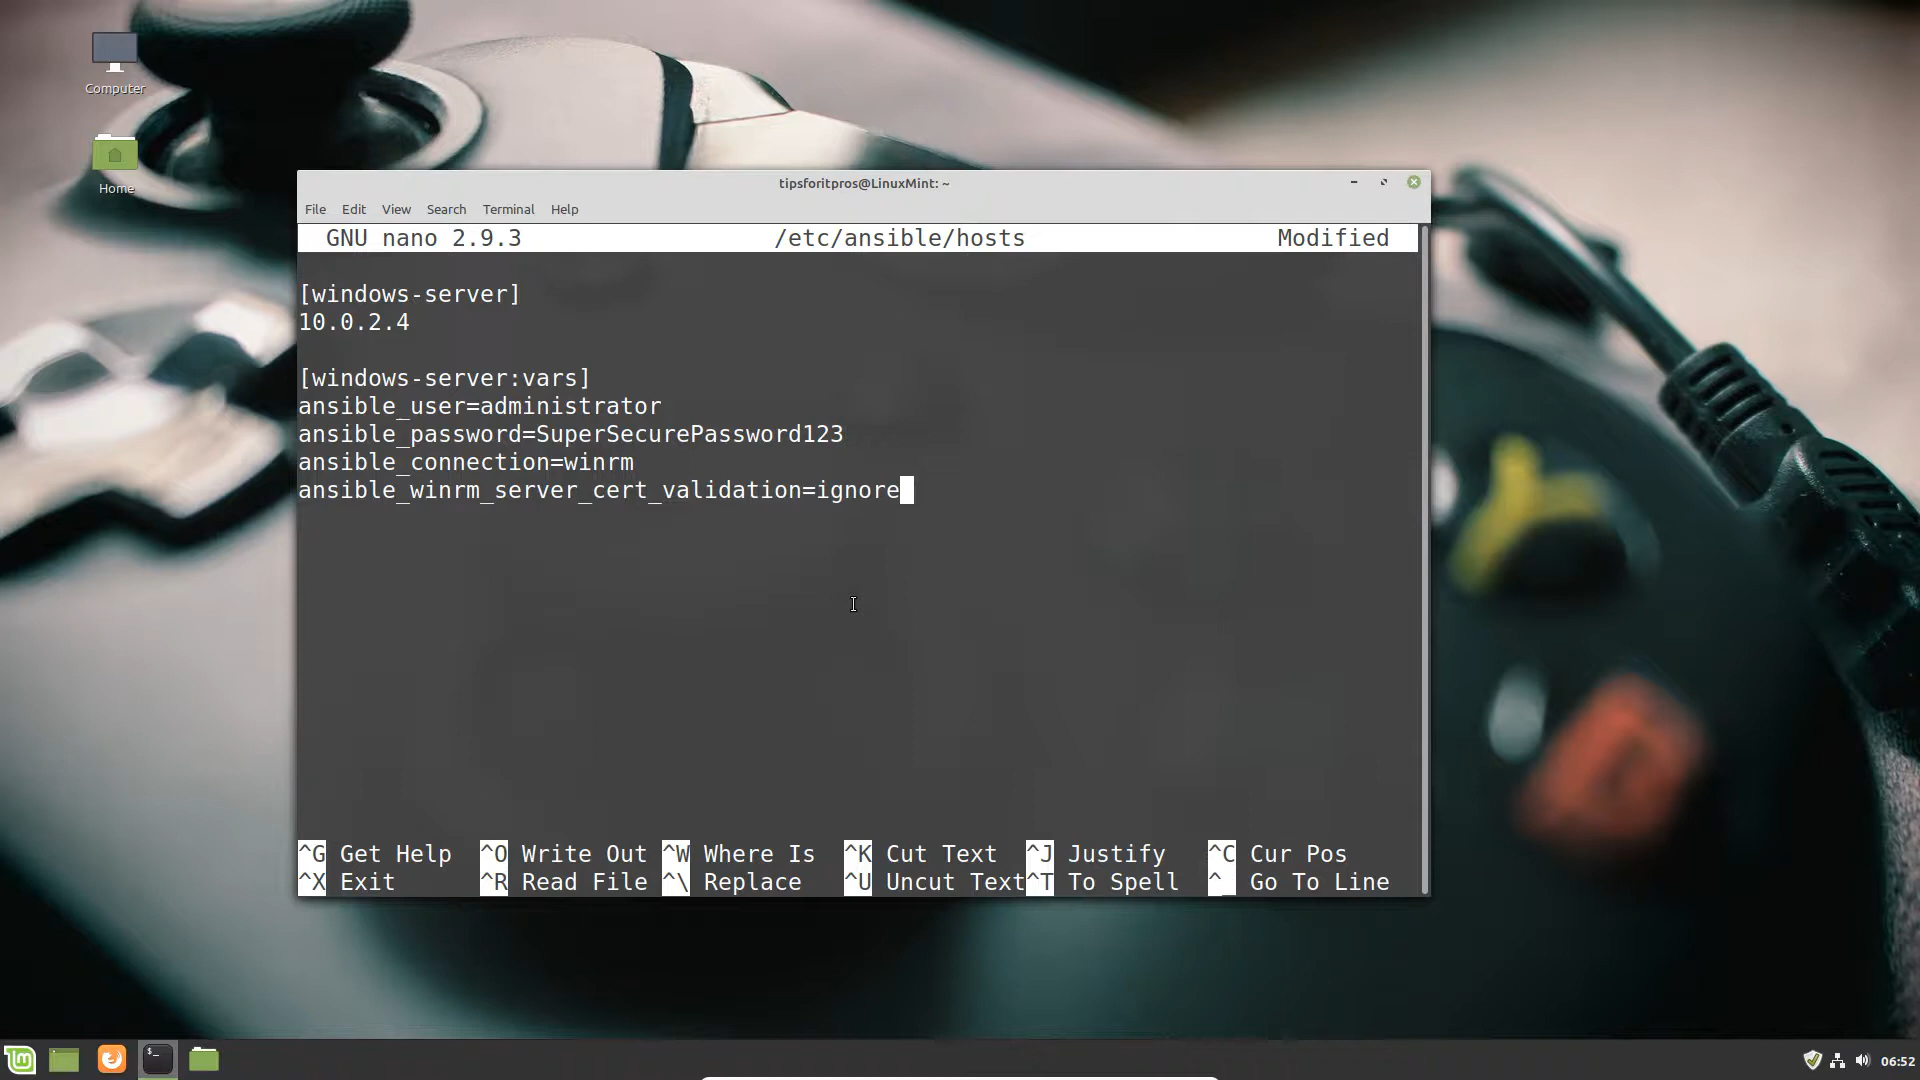 Computer
Home
tipsforitpros@LinuxMint: ~
File Edit View Search Terminal Help
GNU nano 2.9.3 /etc/ansible/hosts Modified
[windows-server]
10.0.2.4
[windows-server:vars]
ansible_user=administrator
ansible_password=SuperSecurePassword123
ansible_connection=winrm
ansible_winrm_server_cert_validation=ignore
^G Get Help ^O Write Out ^W Where Is ^K Cut Text ^J Justify ^C Cur Pos
^X Exit ^R Read File ^\ Replace ^U Uncut Text ^T To Spell ^_ Go To Line
06:52